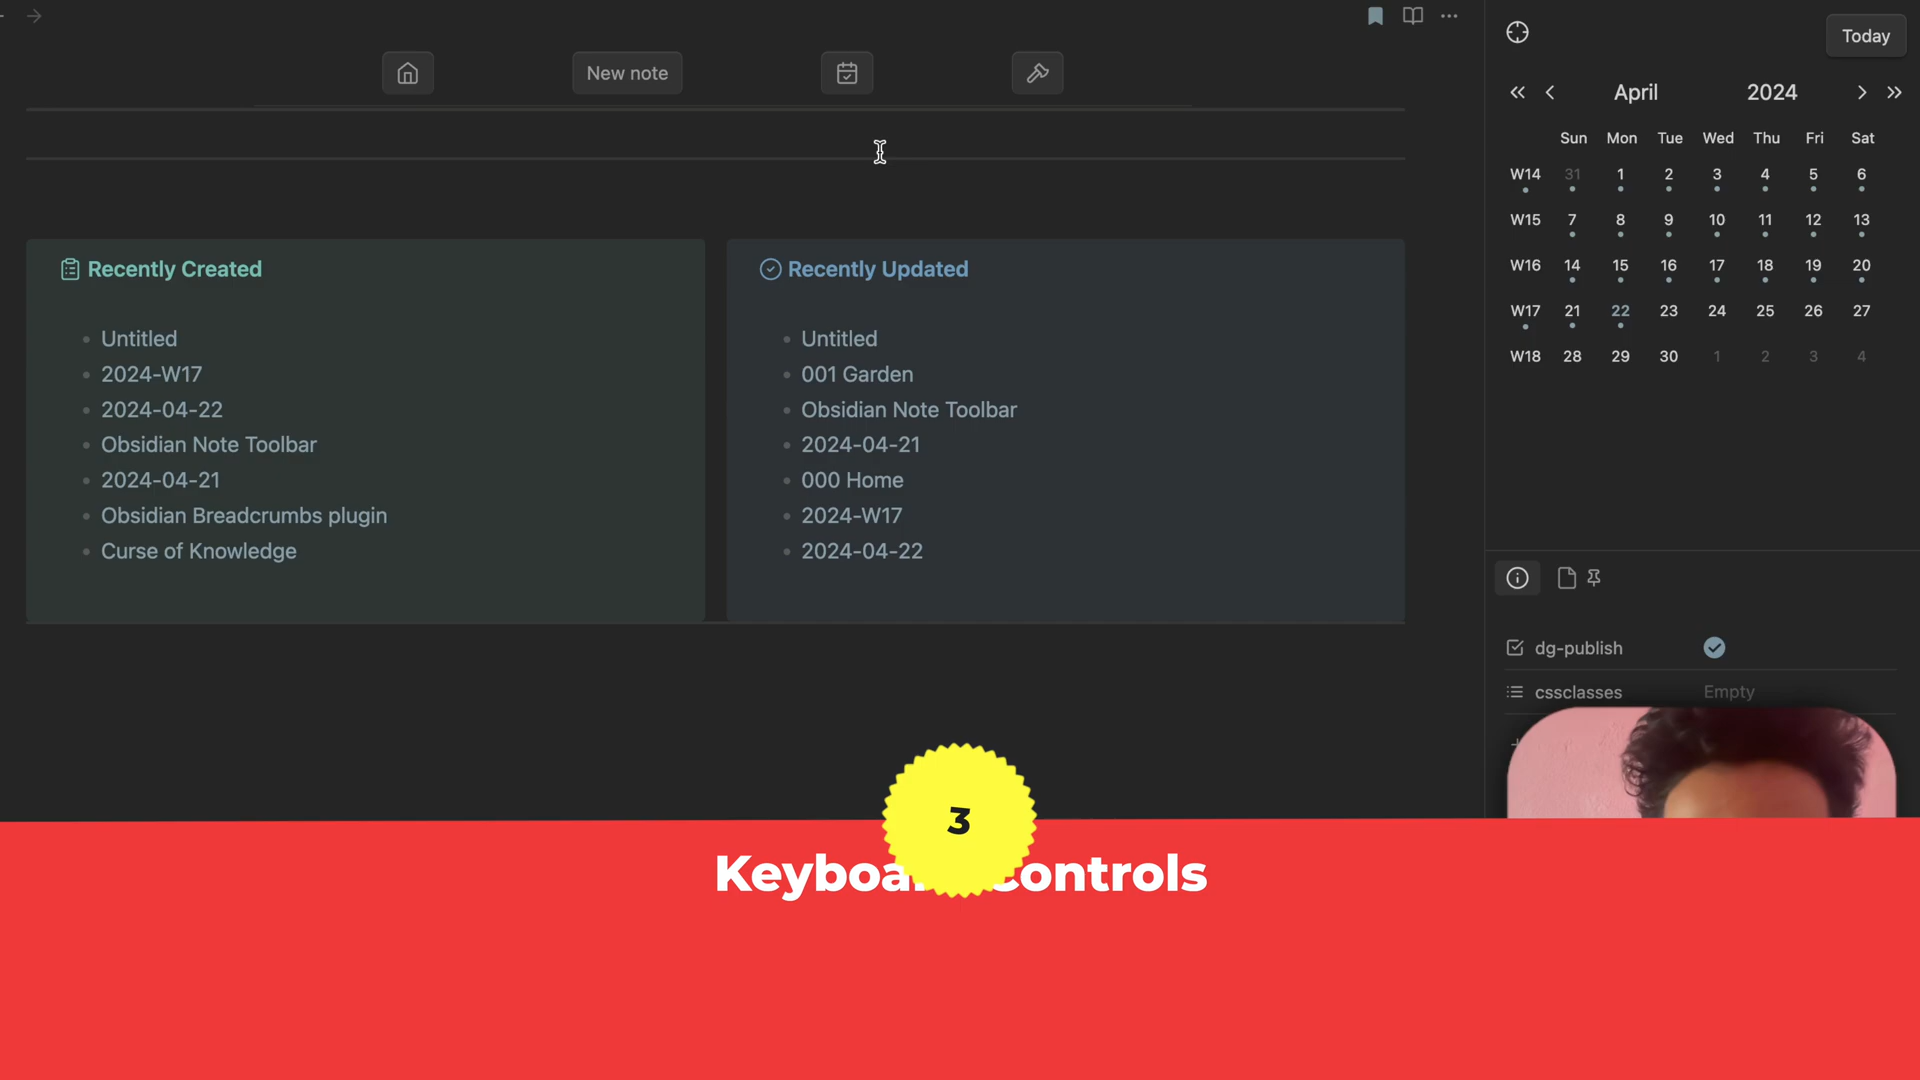 New note
Today
April 2024
Sun Mon Tue Wed Thu Fri Sat
W14 31 1 2 3 4 5 6
W15 7 8 9 10 11 12 13
W16 14 15 16 17 18 19 20
W17 21 22 23 24 25 26 27
W18 28 29 30 1 2 3 4
Recently Created
Untitled
2024-W17
2024-04-22
Obsidian Note Toolbar
2024-04-21
Obsidian Breadcrumbs plugin
Curse of Knowledge
Recently Updated
Untitled
001 Garden
Obsidian Note Toolbar
2024-04-21
000 Home
2024-W17
2024-04-22
dg-publish
cssclasses Empty
3
Keyboa ontrols